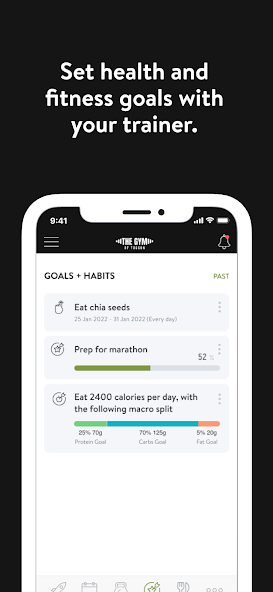 Set health and
fitness goals with
your trainer.
9:41
THE GYM
OF TUCSON
GOALS + HABITS
PAST
Eat chia seeds
25 Jan 2022 - 31 Jan 2022 (Every day)
Prep for marathon
52 %
Eat 2400 calories per day, with
the following macro split
25% 70g 70% 125g 5% 20g
Protein Goal Carbs Goal Fat Goal